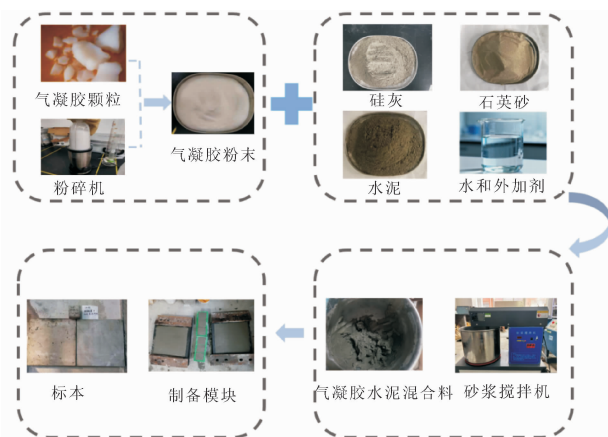 气凝胶颗粒
粉碎机
气凝胶粉末
硅灰
石英砂
水泥
水和外加剂
标本
制备模块
气凝胶水泥混合料
砂浆搅拌机